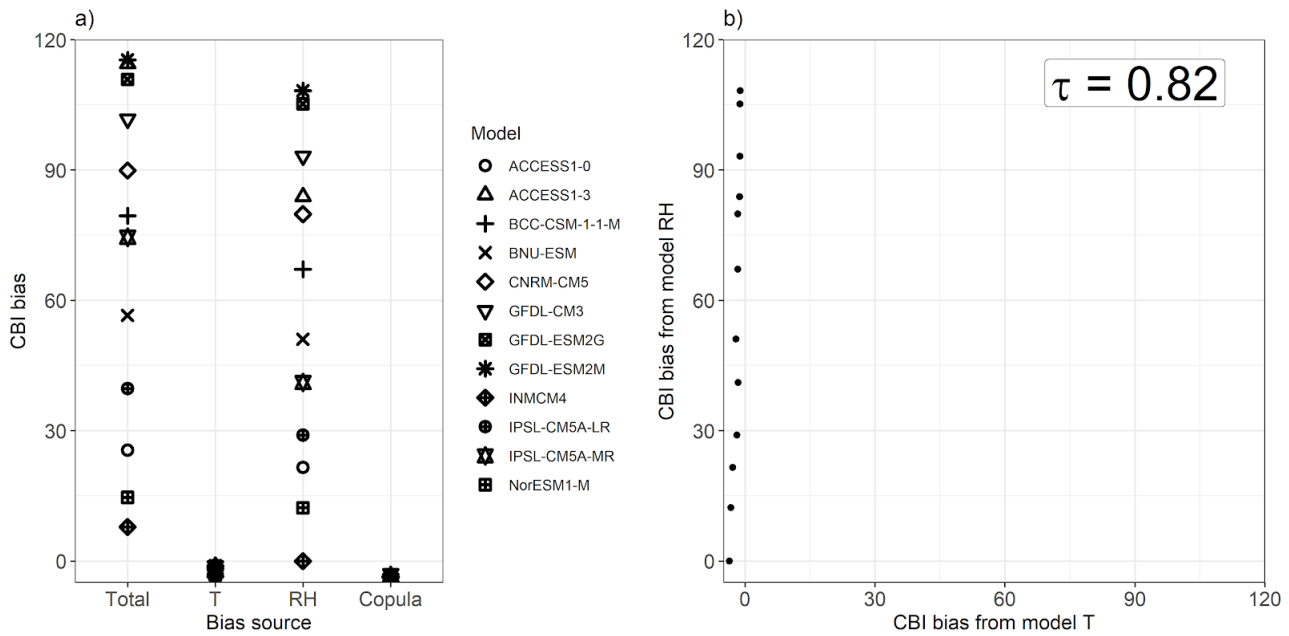 a)
CBI bias
120
90
60
30
0
Total
T
RH
Copula
Bias source
Model
ACCESS1-0
ACCESS1-3
BCC-CSM-1-1-M
BNU-ESM
CNRM-CM5
GFDL-CM3
GFDL-ESM2G
GFDL-ESM2M
INMCM4
IPSL-CM5A-LR
IPSL-CM5A-MR
NorESM1-M
b)
τ = 0.82
CBI bias from model RH
120
90
60
30
0
0
30
60
90
120
CBI bias from model T